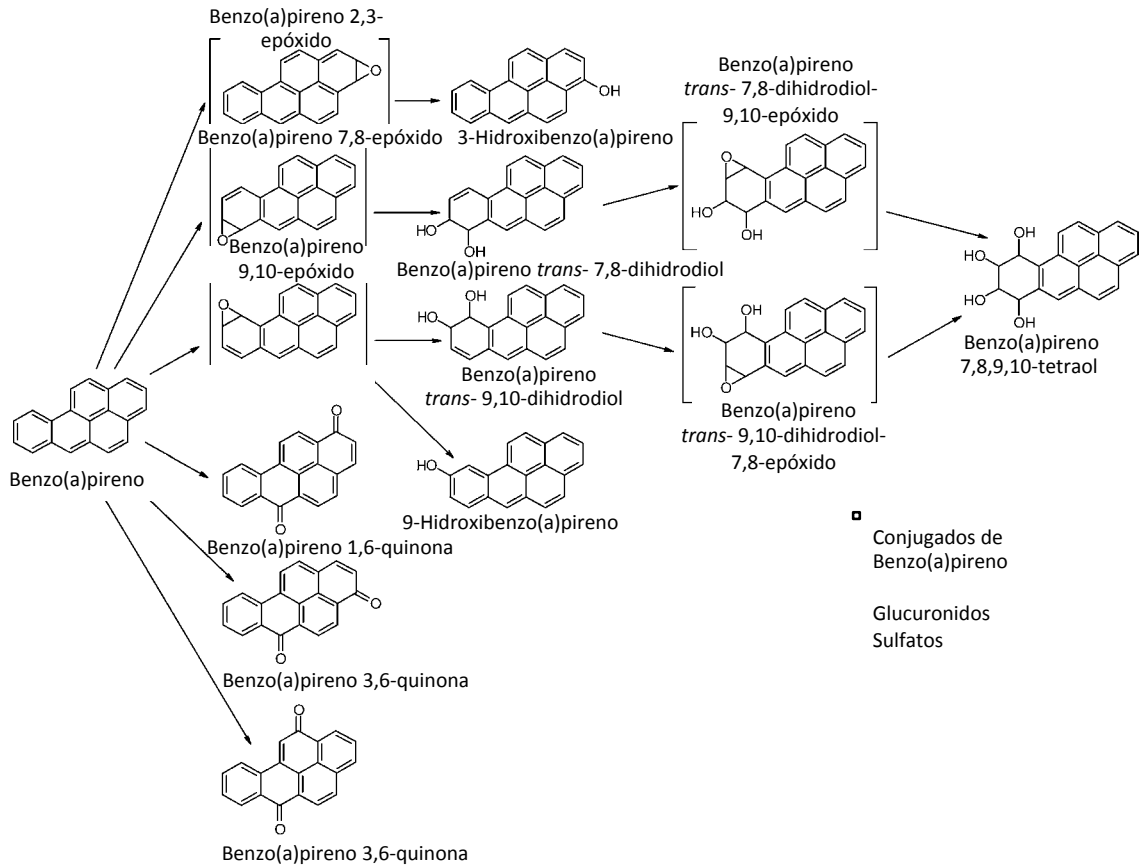 Benzo(a)pireno 2,3-
epóxido
O
OH
Benzo(a)pireno 7,8-epóxido
3-Hidroxibenzo(a)pireno
Benzo(a)pireno
trans- 7,8-dihidrodiol-
9,10-epóxido
O
HO
OH
O
HO
OH
Benzo(a)pireno
9,10-epóxido
Benzo(a)pireno trans- 7,8-dihidrodiol
OH
HO
HO
HO
OH
Benzo(a)pireno
7,8,9,10-tetraol
O
OH
HO
Benzo(a)pireno
trans- 9,10-dihidrodiol
OH
HO
O
Benzo(a)pireno
trans- 9,10-dihidrodiol-
7,8-epóxido
Benzo(a)pireno
O
O
Benzo(a)pireno 1,6-quinona
HO
9-Hidroxibenzo(a)pireno
O
O
Benzo(a)pireno 3,6-quinona
O
O
Benzo(a)pireno 3,6-quinona
Conjugados de
Benzo(a)pireno
Glucuronidos
Sulfatos